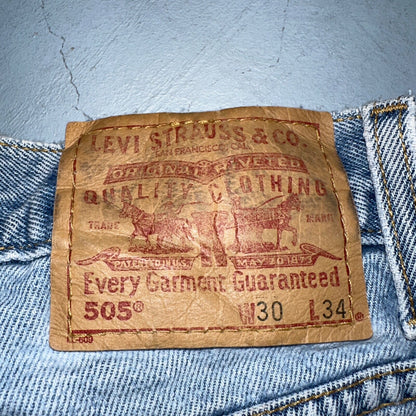 LEVI STRAUSS & CO.
SAN FRANCISCO, CAL.
ORIGINAL RIVETED
QUALITY CLOTHING
TRADE MARK
PATENTED IN U.S. MAY 20 1873
Every Garment Guaranteed
505® W30 L34